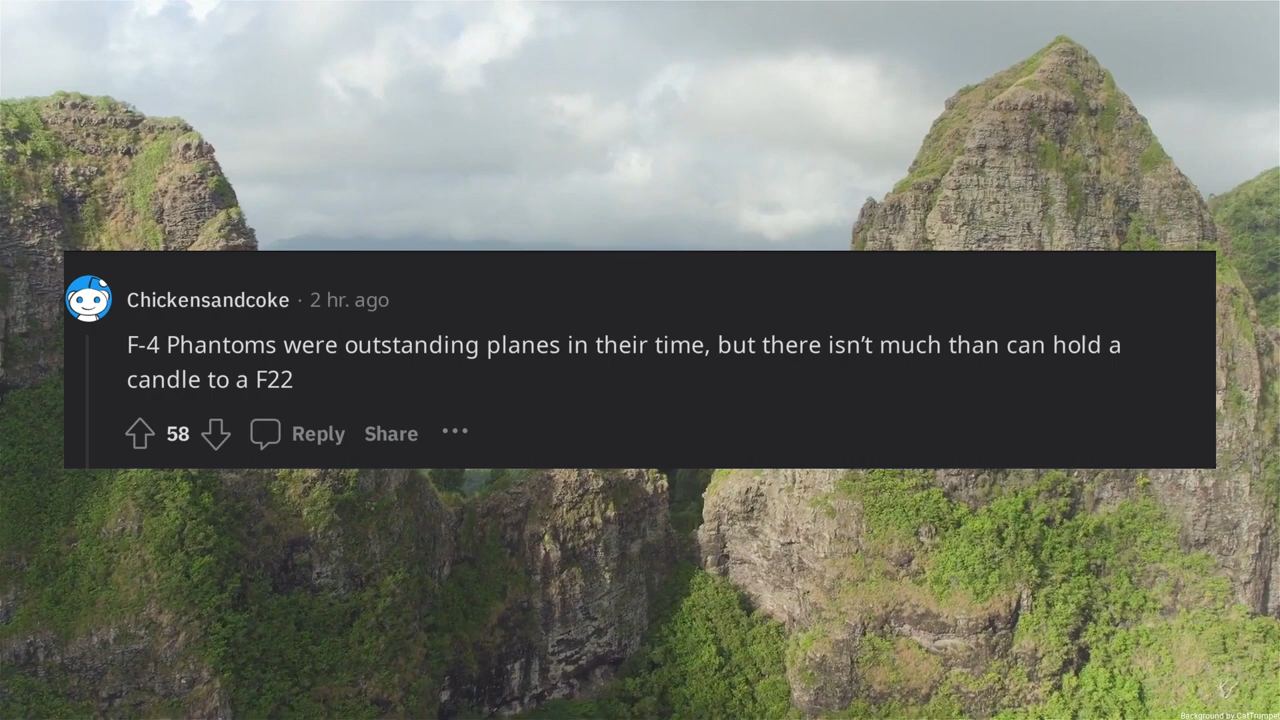 Chickensandcoke · 2 hr. ago
F-4 Phantoms were outstanding planes in their time, but there isn’t much than can hold a
candle to a F22
58 Reply Share ···
Background by CatTrumpet